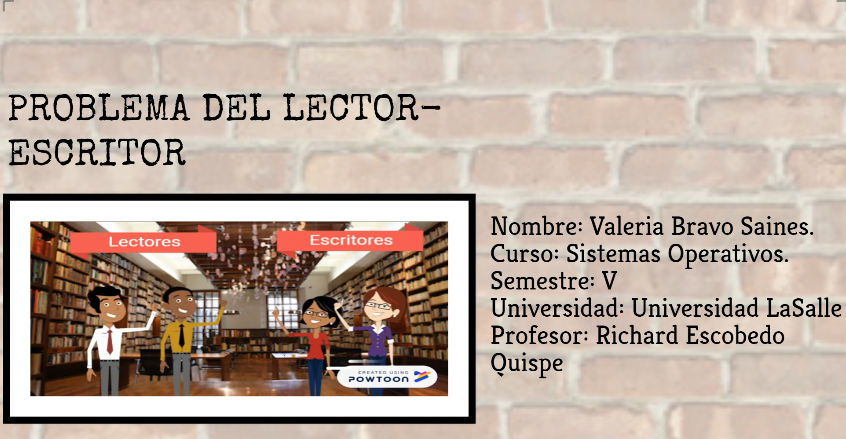 PROBLEMA DEL LECTOR-
ESCRITOR
Lectores
Escritores
CREATED USING
POWTOON
Nombre: Valeria Bravo Saines.
Curso: Sistemas Operativos.
Semestre: V
Universidad: Universidad LaSalle
Profesor: Richard Escobedo
Quispe